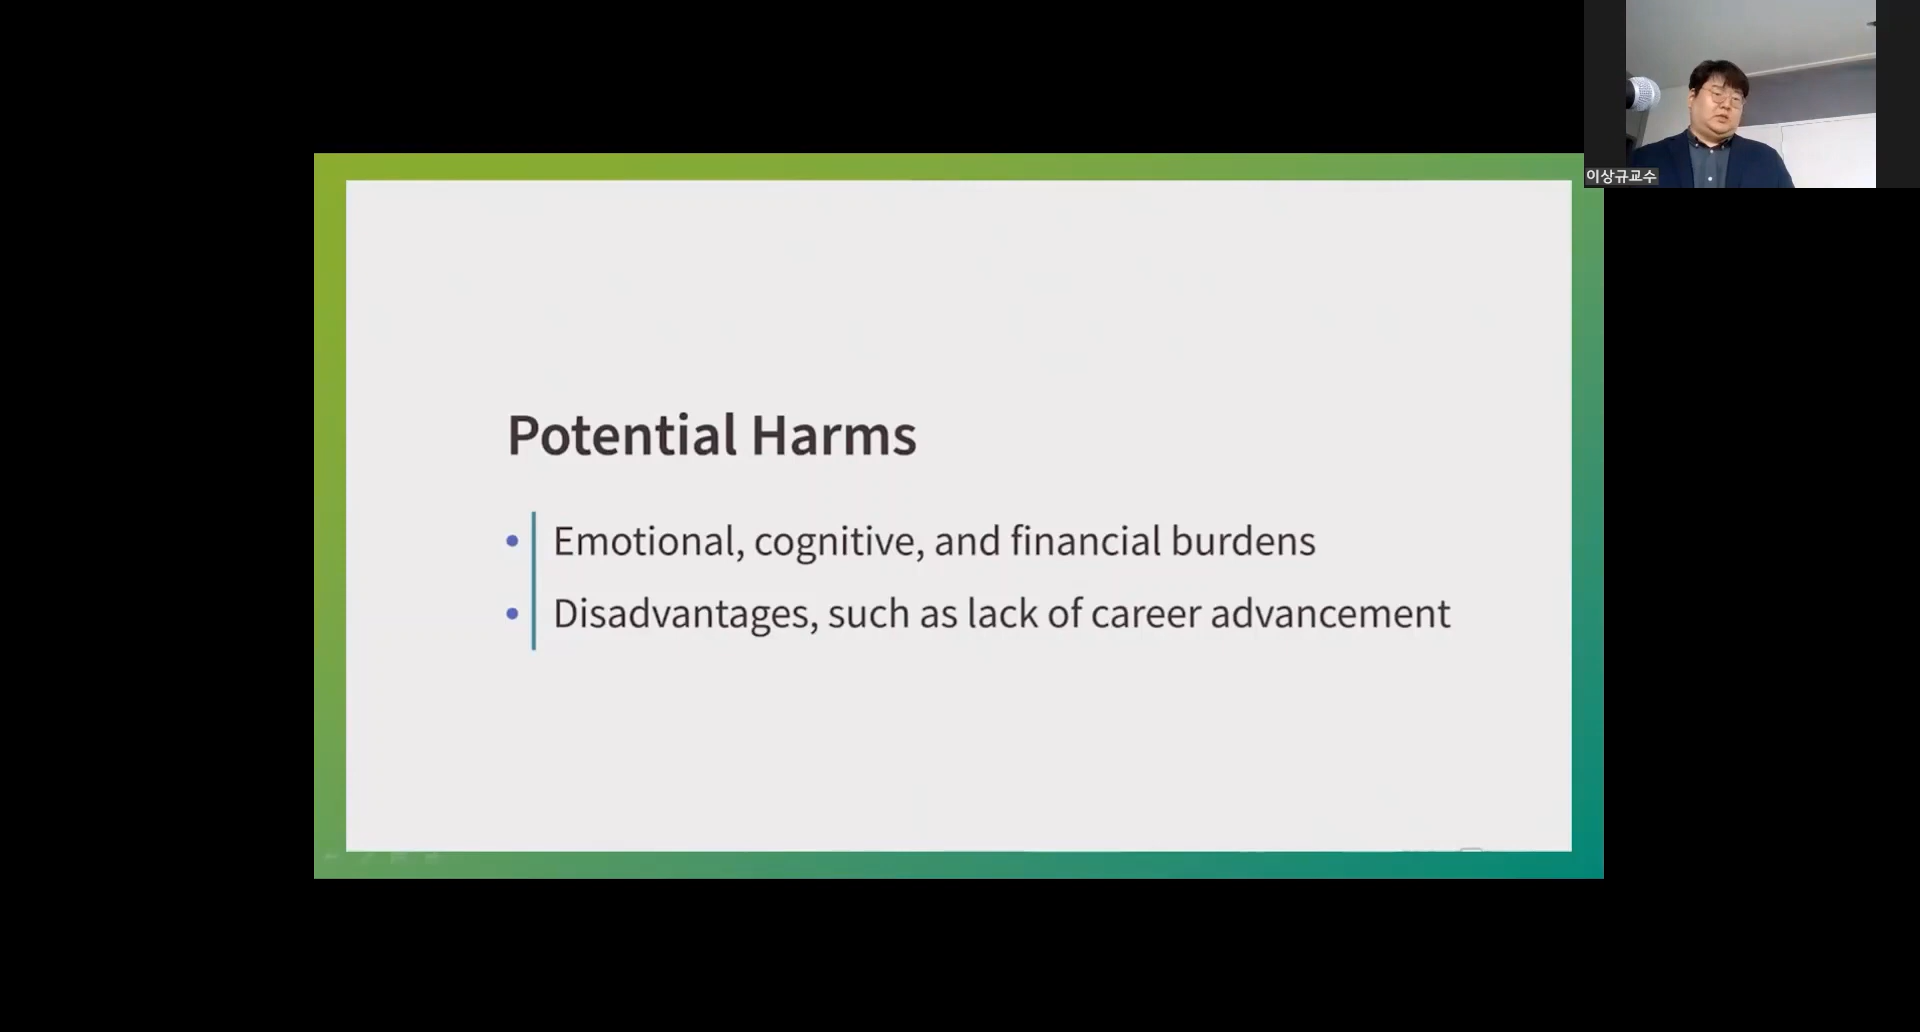 이상규교수
Potential Harms
Emotional, cognitive, and financial burdens
Disadvantages, such as lack of career advancement